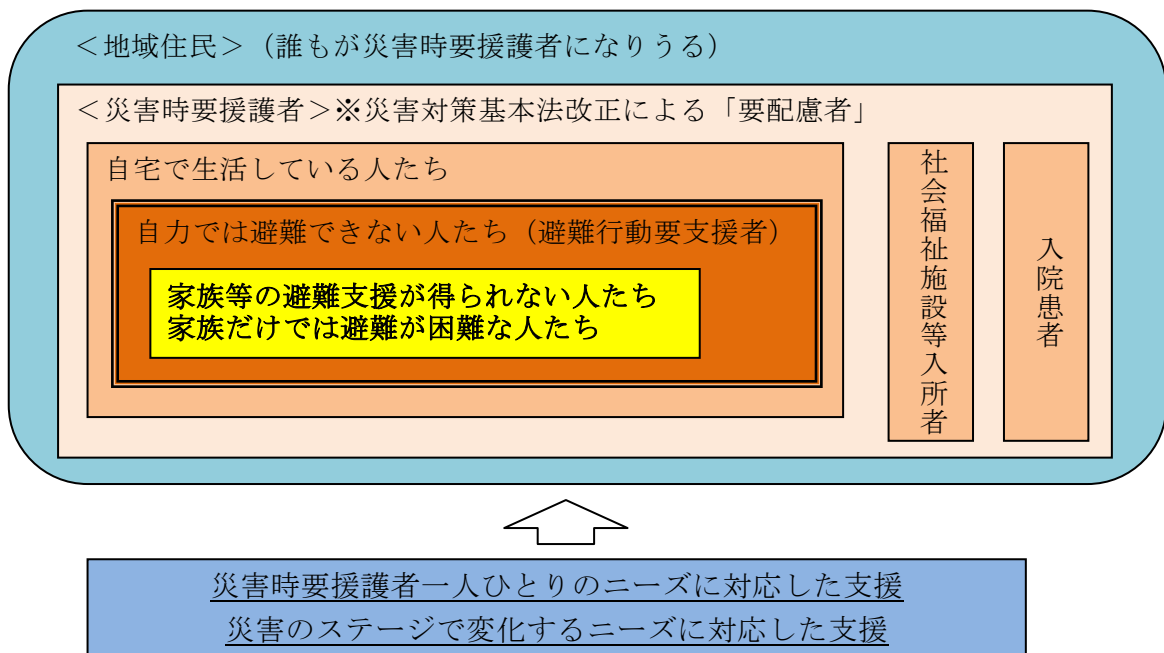 ＜地域住民＞（誰もが災害時要援護者になりうる）
＜災害時要援護者＞※災害対策基本法改正による「要配慮者」
自宅で生活している人たち
自力では避難できない人たち（避難行動要支援者）
家族等の避難支援が得られない人たち
家族だけでは避難が困難な人たち
社会福祉施設等入所者
入院患者
災害時要援護者一人ひとりのニーズに対応した支援
災害のステージで変化するニーズに対応した支援